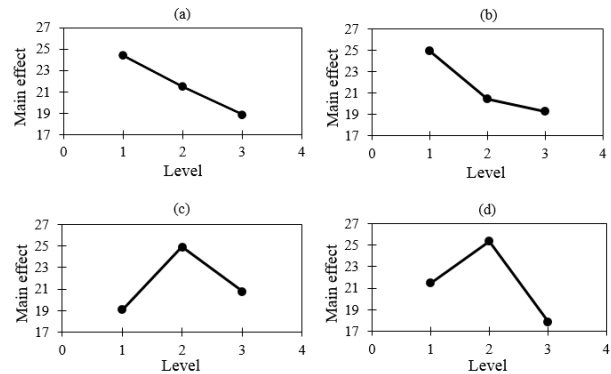 (a)
Main effect
27
25
23
21
19
17
0 1 2 3 4
Level
(b)
Main effect
27
25
23
21
19
17
0 1 2 3 4
Level
(c)
Main effect
27
25
23
21
19
17
0 1 2 3 4
Level
(d)
Main effect
27
25
23
21
19
17
0 1 2 3 4
Level